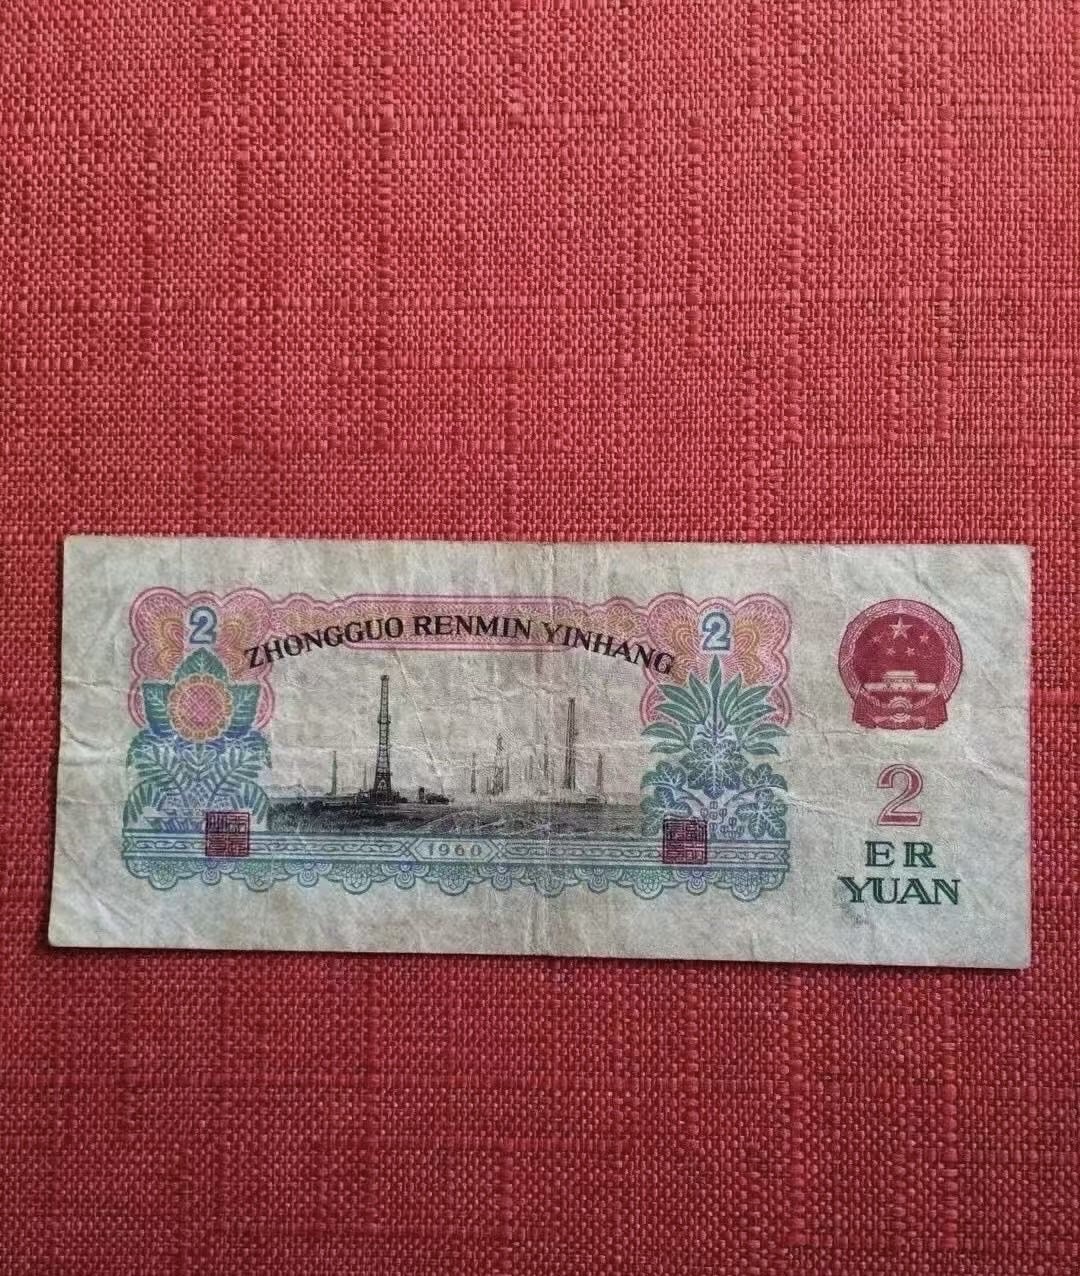 2
2
ZHONGGUO RENMIN YINHANG
1960
2
ER
YUAN